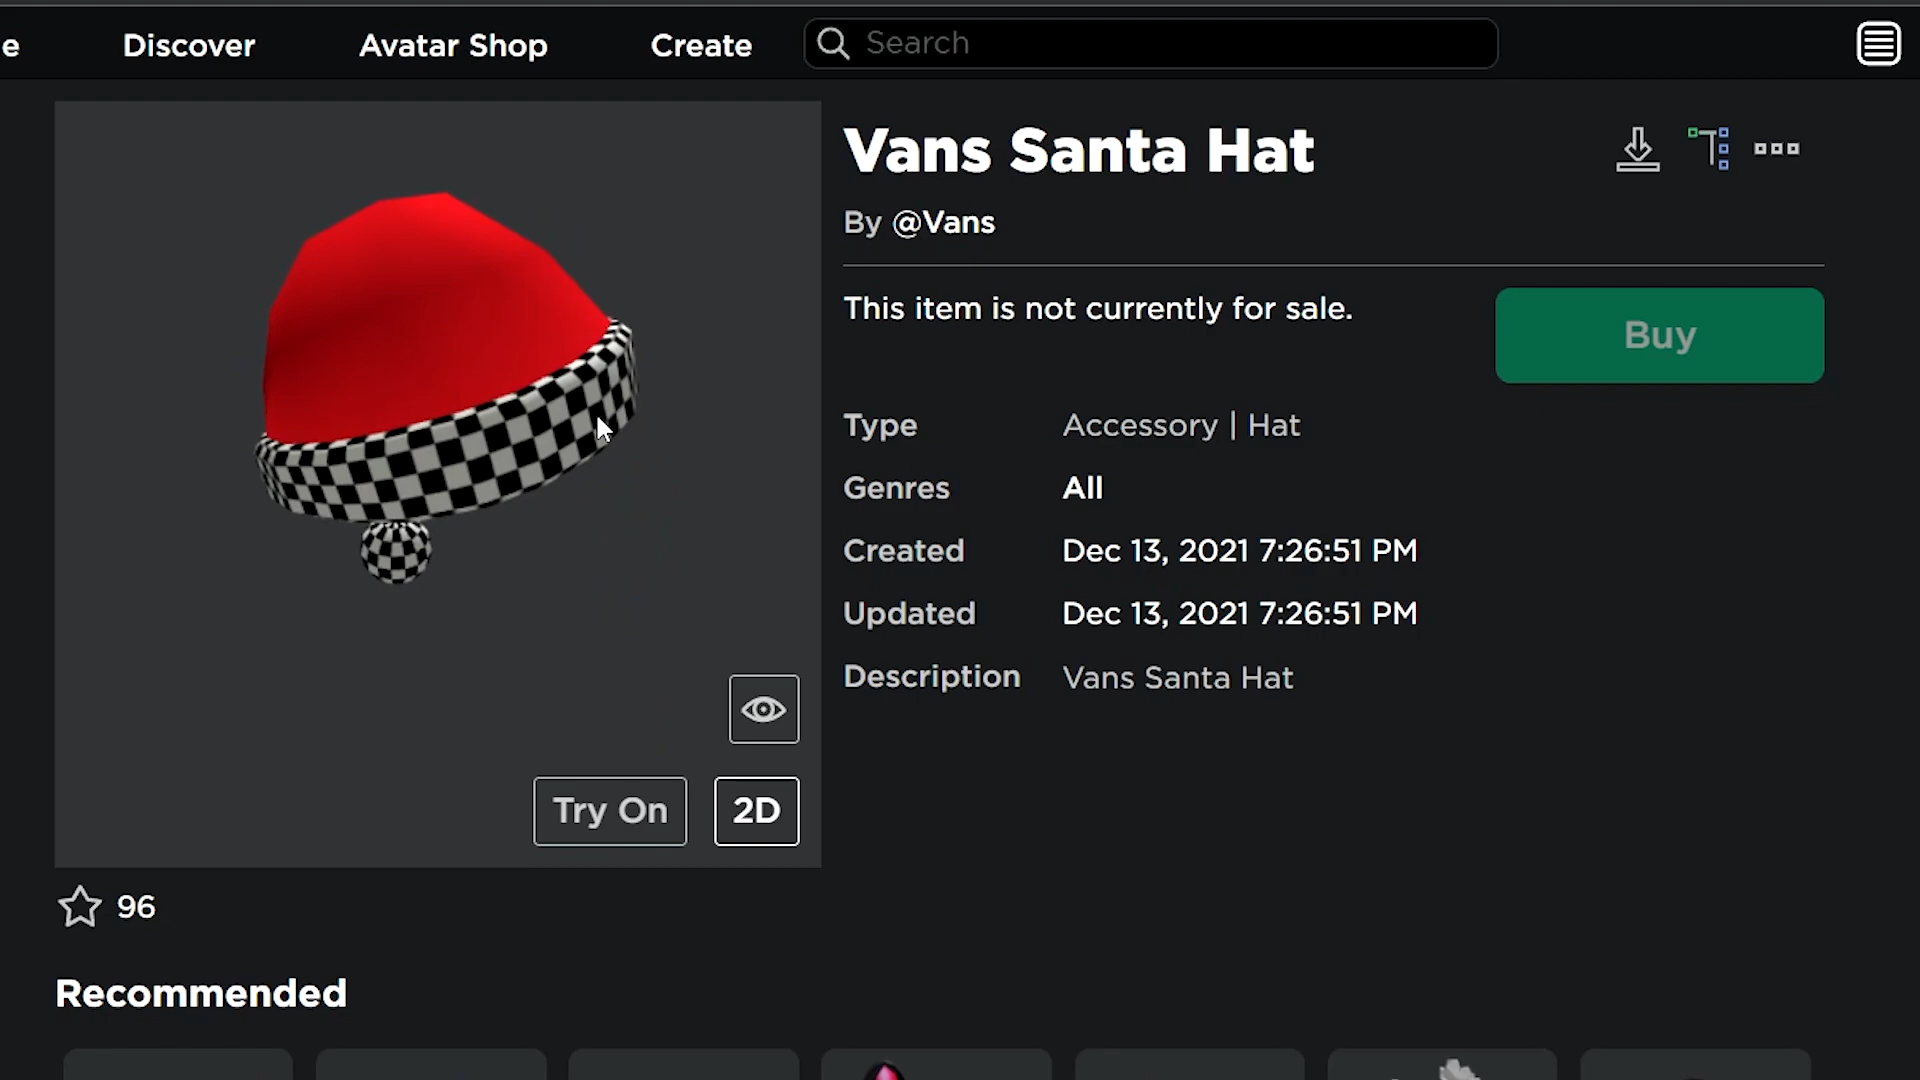 e Discover Avatar Shop Create Search
Vans Santa Hat
By @Vans
This item is not currently for sale.
Buy
Type Accessory | Hat
Genres All
Created Dec 13, 2021 7:26:51 PM
Updated Dec 13, 2021 7:26:51 PM
Description Vans Santa Hat
Try On 2D
96
Recommended